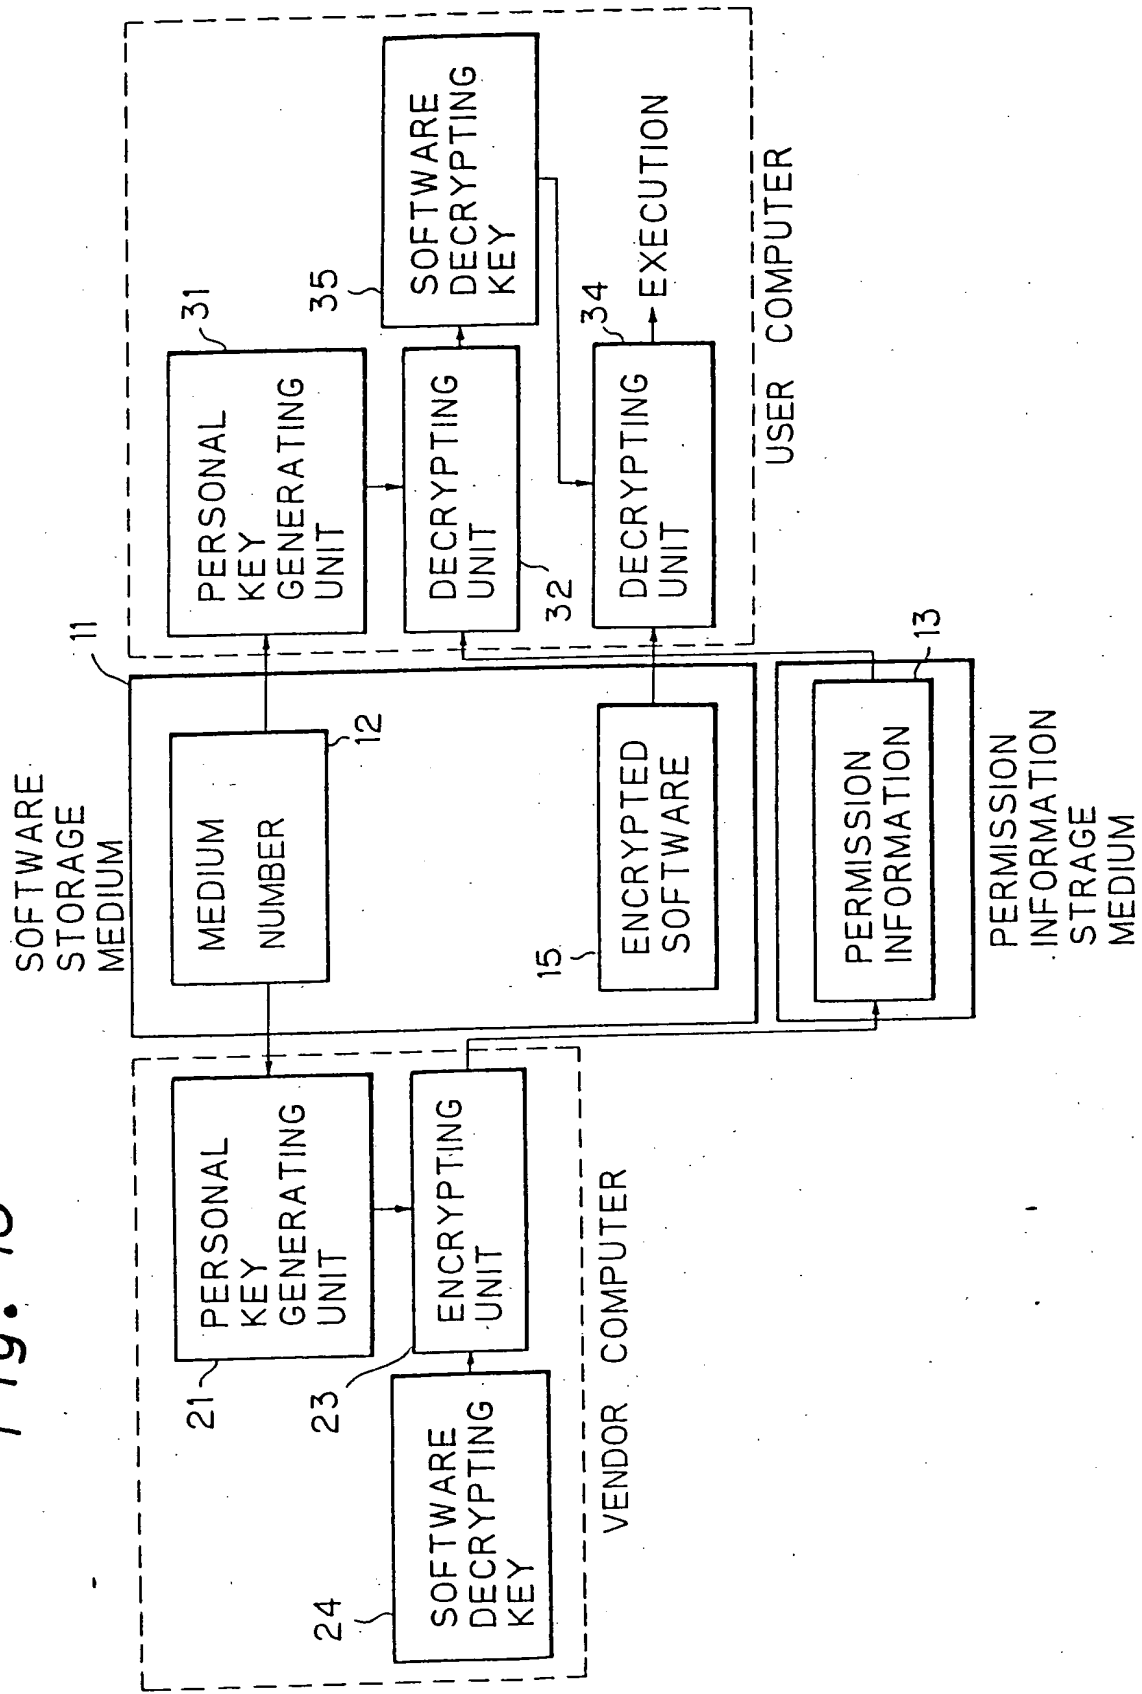 Fig.
SOFTWARE
STORAGE
MEDIUM
11
21
PERSONAL
KEY
GENERATING
UNIT
MEDIUM
NUMBER
12
PERSONAL
KEY
GENERATING
UNIT
31
23
24
SOFTWARE
DECRYPTING
KEY
ENCRYPTING
UNIT
DECRYPTING
UNIT
32
35
SOFTWARE
DECRYPTING
KEY
VENDOR COMPUTER
15
ENCRYPTED
SOFTWARE
DECRYPTING
UNIT
34
EXECUTION
USER COMPUTER
PERMISSION
INFORMATION
13
PERMISSION
INFORMATION
STRAGE
MEDIUM